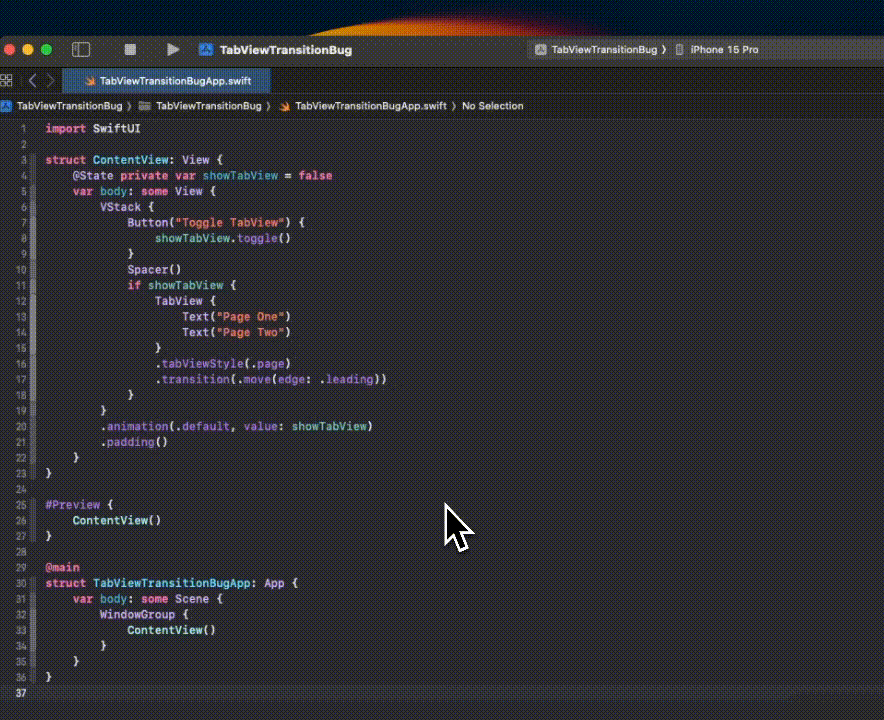 TabViewTransitionBug
TabViewTransitionBug 〉 iPhone 15 Pro
TabViewTransitionBugApp.swift
TabViewTransitionBug 〉 TabViewTransitionBug 〉 TabViewTransitionBugApp.swift 〉 No Selection
1 import SwiftUI
2
3 struct ContentView: View {
4     @State private var showTabView = false
5     var body: some View {
6         VStack {
7             Button("Toggle TabView") {
8                 showTabView.toggle()
9             }
10             Spacer()
11             if showTabView {
12                 TabView {
13                     Text("Page One")
14                     Text("Page Two")
15                 }
16                 .tabViewStyle(.page)
17                 .transition(.move(edge: .leading))
18             }
19         }
20         .animation(.default, value: showTabView)
21         .padding()
22     }
23 }
24
25 #Preview {
26     ContentView()
27 }
28
29 @main
30 struct TabViewTransitionBugApp: App {
31     var body: some Scene {
32         WindowGroup {
33             ContentView()
34         }
35     }
36 }
37